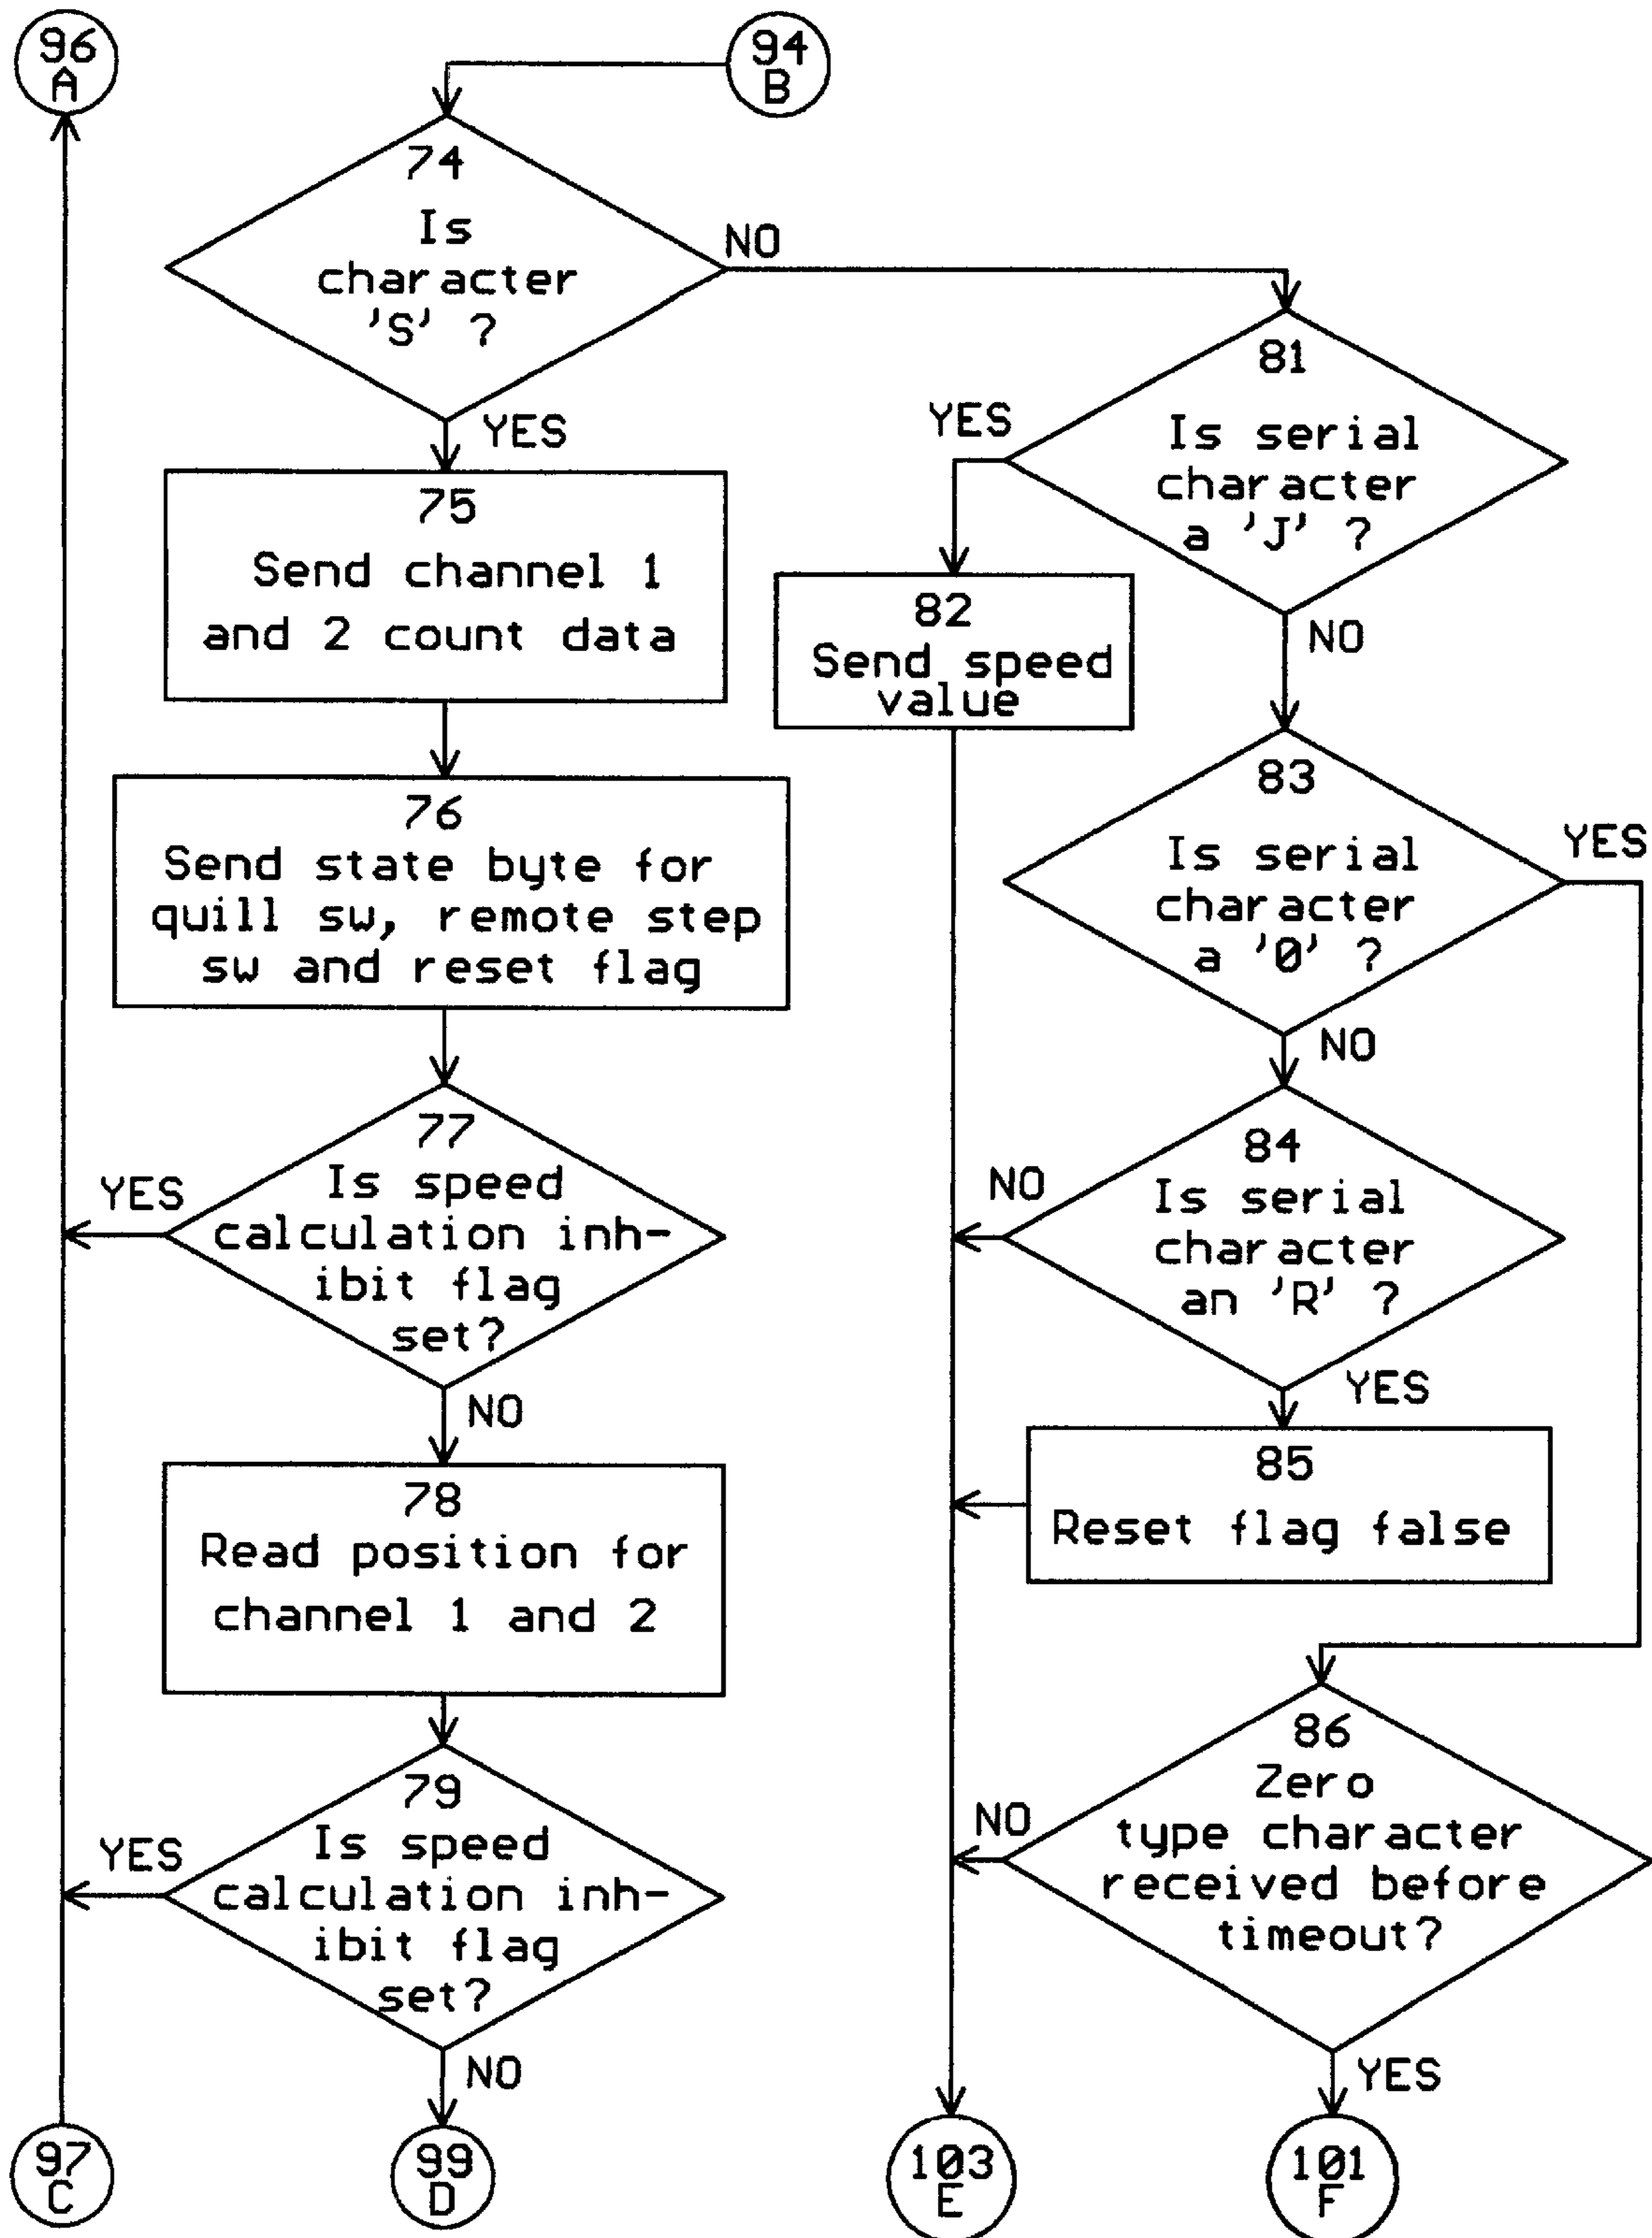 96
A
94
B
74
Is
character
'S' ?
NO
YES
75
Send channel 1
and 2 count data
76
Send state byte for
quill sw, remote step
sw and reset flag
77
Is speed
calculation inh-
ibit flag
set?
YES
NO
78
Read position for
channel 1 and 2
79
Is speed
calculation inh-
ibit flag
set?
YES
NO
97
C
99
D
81
Is serial
character
a 'J' ?
YES
NO
82
Send speed
value
83
Is serial
character
a '0' ?
YES
NO
84
Is serial
character
an 'R' ?
NO
YES
85
Reset flag false
86
Zero
type character
received before
timeout?
NO
YES
103
E
101
F